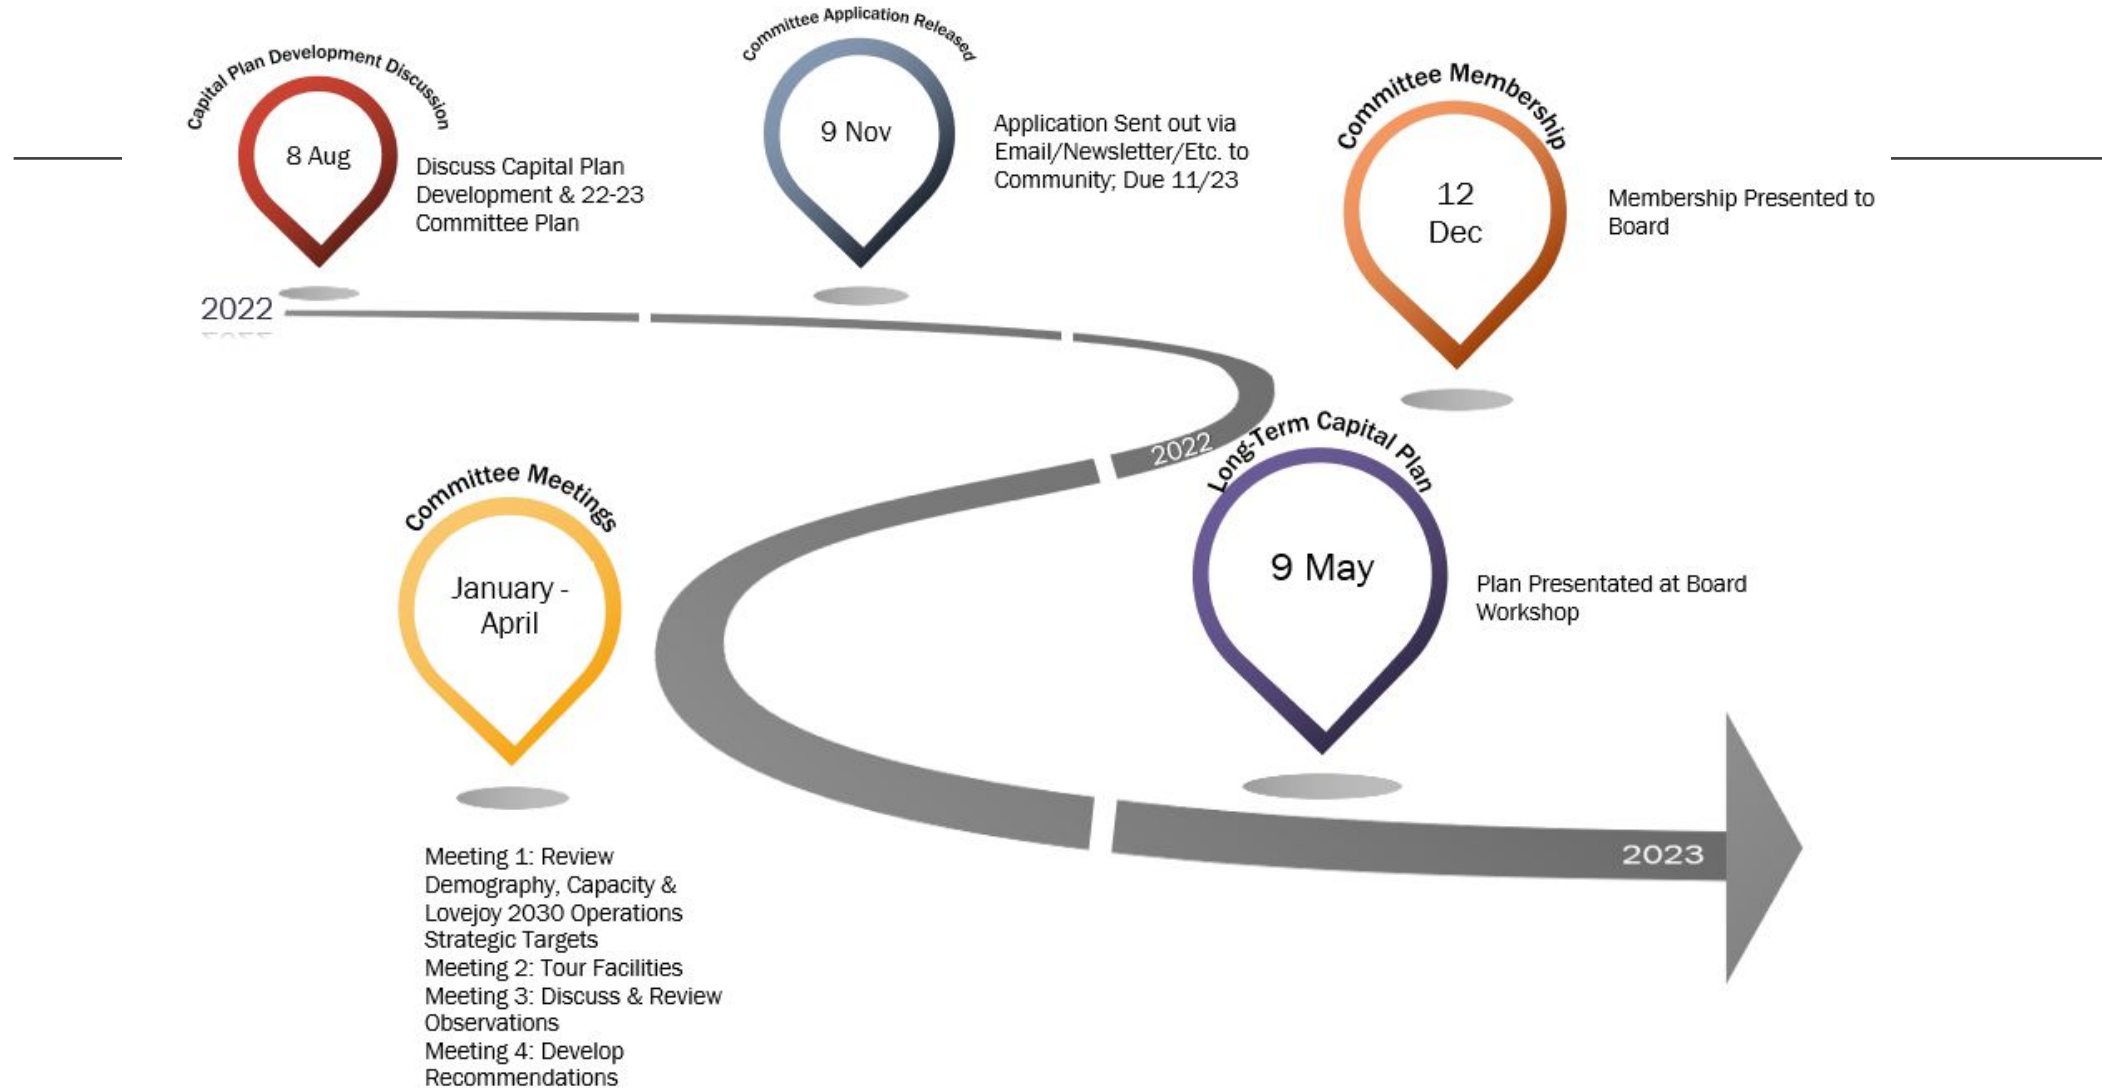 Capital Plan Development Discussion
8 Aug
Discuss Capital Plan
Development & 22-23
Committee Plan
Committee Application Released
9 Nov
Application Sent out via
Email/Newsletter/Etc. to
Community; Due 11/23
Committee Membership
12
Dec
Membership Presented to
Board
2022
2022
Committee Meetings
January -
April
Meeting 1: Review
Demography, Capacity &
Lovejoy 2030 Operations
Strategic Targets
Meeting 2: Tour Facilities
Meeting 3: Discuss & Review
Observations
Meeting 4: Develop
Recommendations
Long-Term Capital Plan
9 May
Plan Presentated at Board
Workshop
2023